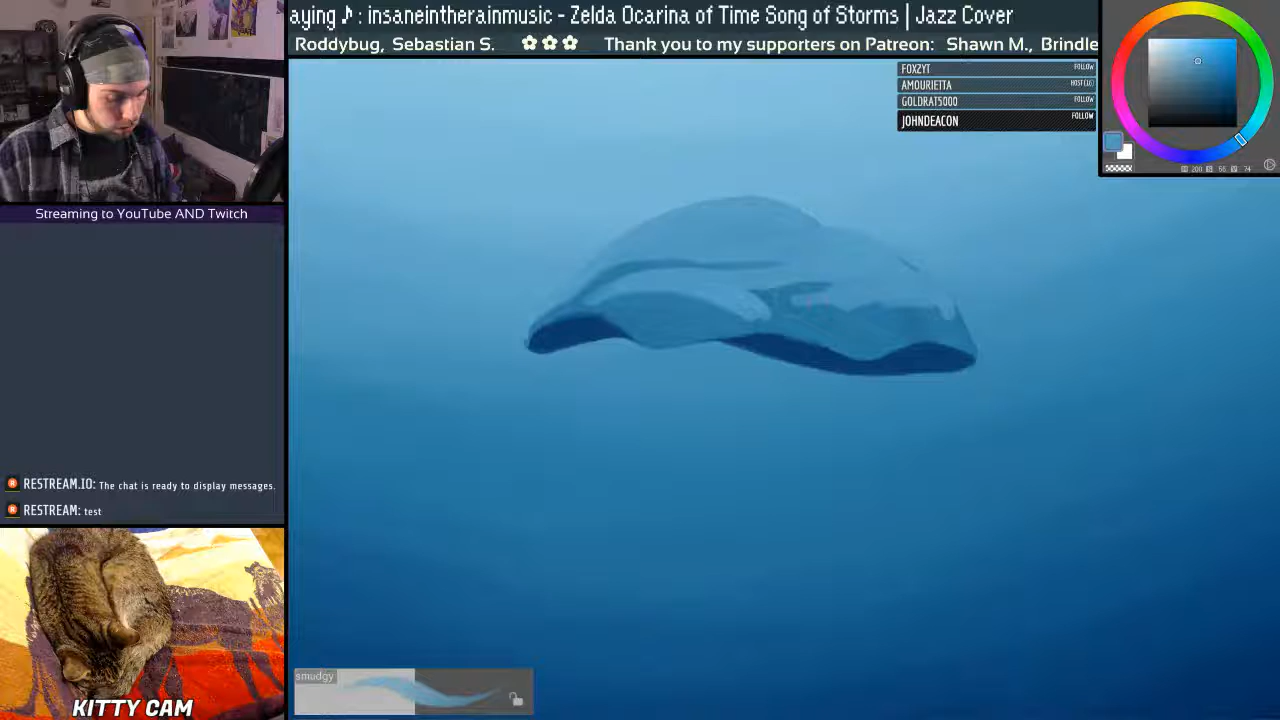 aying ♪ : insaneintherainmusic - Zelda Ocarina of Time Song of Storms | Jazz Cover
Roddybug, Sebastian S. ✿ ✿ ✿ Thank you to my supporters on Patreon: Shawn M., Brindle
FOXZYT FOLLOW
AMOURIETTA HOST (16)
GOLDRAT5000 FOLLOW
JOHNDEACON FOLLOW
Streaming to YouTube AND Twitch
RESTREAM.IO: The chat is ready to display messages.
RESTREAM: test
KITTY CAM
smudgy